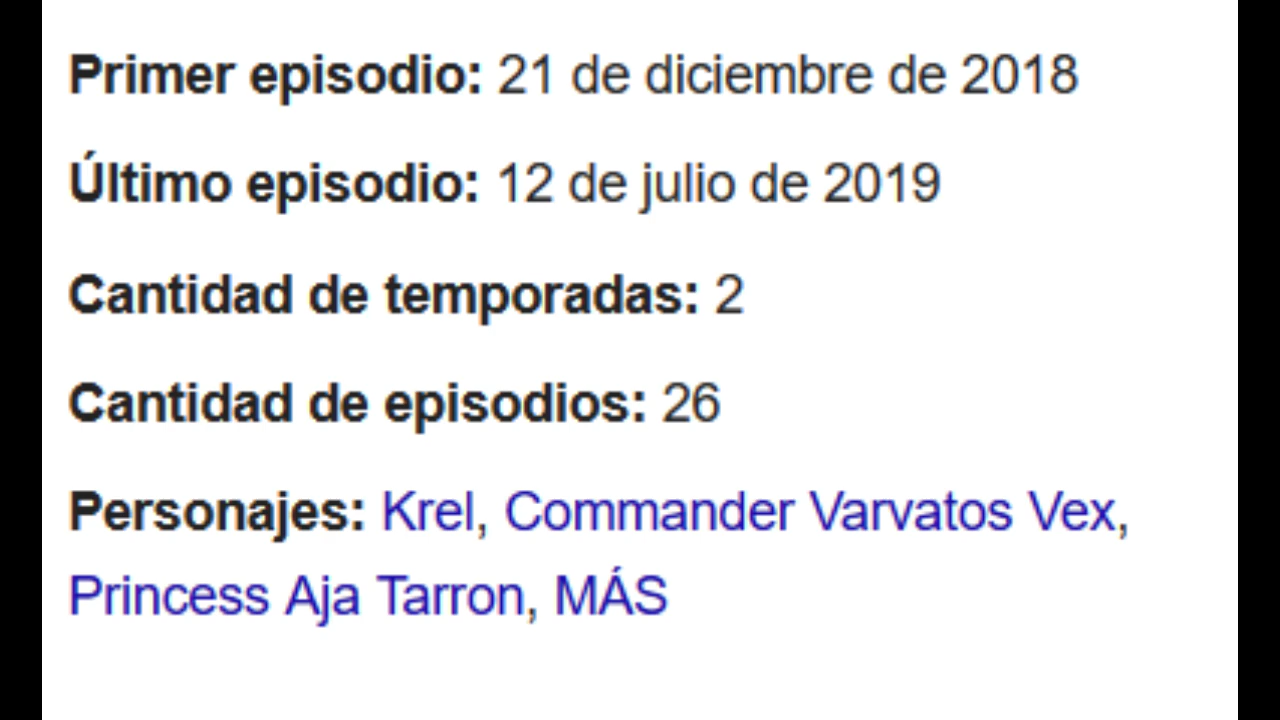 Primer episodio: 21 de diciembre de 2018
Último episodio: 12 de julio de 2019
Cantidad de temporadas: 2
Cantidad de episodios: 26
Personajes: Krel, Commander Varvatos Vex,
Princess Aja Tarron, MÁS